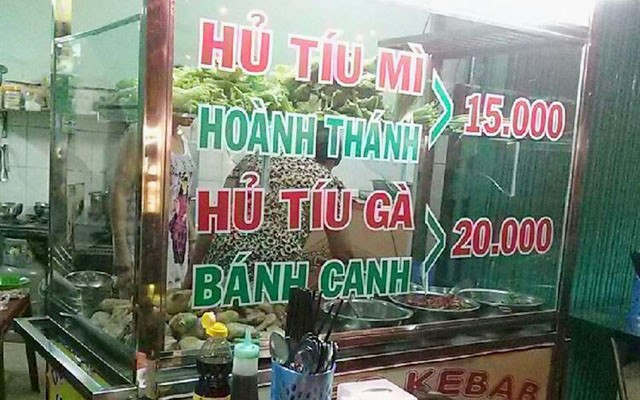 HỦ TÍU MÌ
HOÀNH THÁNH
15.000
HỦ TÍU GÀ
BÁNH CANH
20.000
KEBAB